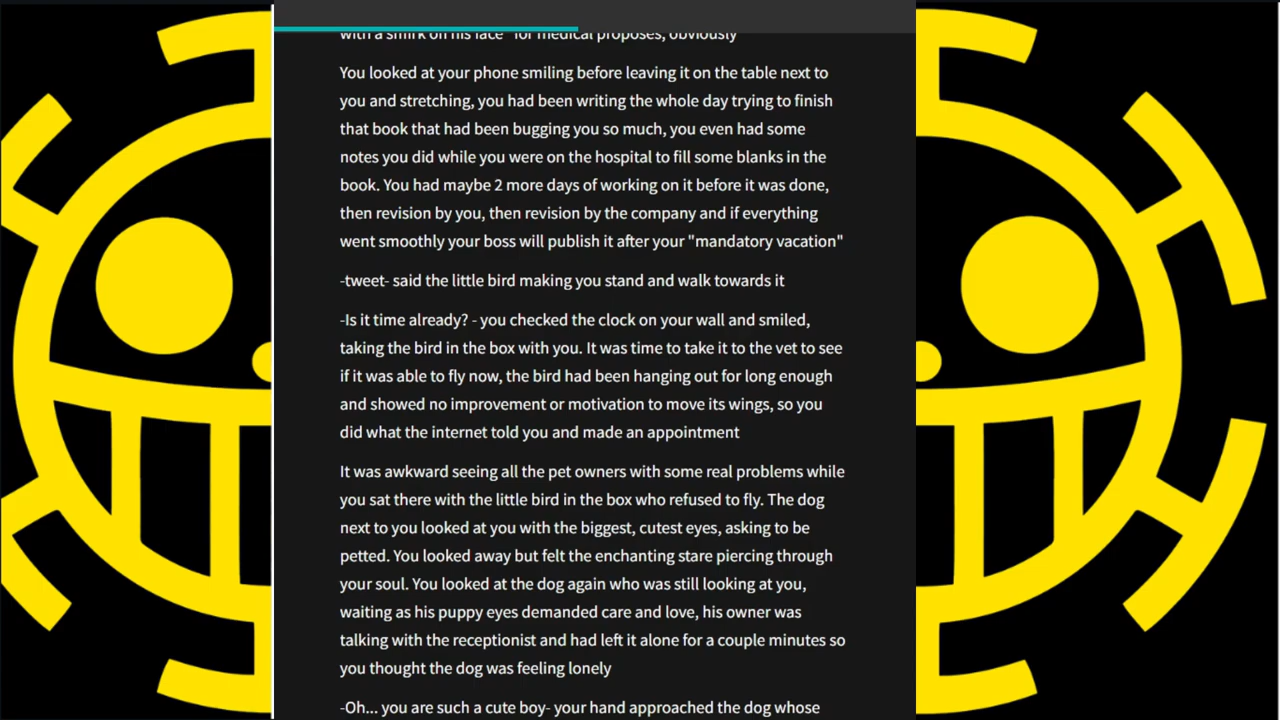 with a smirk on his face "for medical proposes, obviously
You looked at your phone smiling before leaving it on the table next to
you and stretching, you had been writing the whole day trying to finish
that book that had been bugging you so much, you even had some
notes you did while you were on the hospital to fill some blanks in the
book. You had maybe 2 more days of working on it before it was done,
then revision by you, then revision by the company and if everything
went smoothly your boss will publish it after your "mandatory vacation"
-tweet- said the little bird making you stand and walk towards it
-Is it time already? - you checked the clock on your wall and smiled,
taking the bird in the box with you. It was time to take it to the vet to see
if it was able to fly now, the bird had been hanging out for long enough
and showed no improvement or motivation to move its wings, so you
did what the internet told you and made an appointment
It was awkward seeing all the pet owners with some real problems while
you sat there with the little bird in the box who refused to fly. The dog
next to you looked at you with the biggest, cutest eyes, asking to be
petted. You looked away but felt the enchanting stare piercing through
your soul. You looked at the dog again who was still looking at you,
waiting as his puppy eyes demanded care and love, his owner was
talking with the receptionist and had left it alone for a couple minutes so
you thought the dog was feeling lonely
-Oh... you are such a cute boy- your hand approached the dog whose